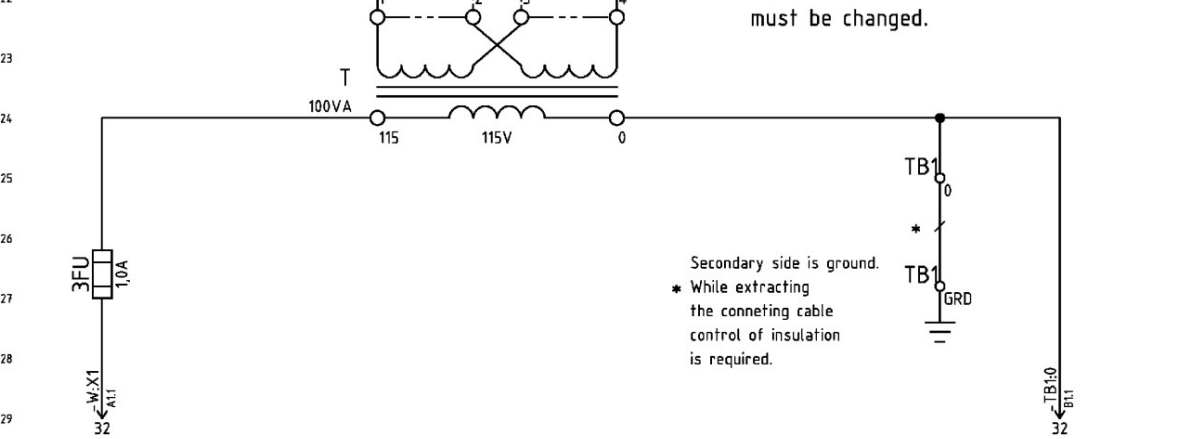 must be changed.
23
T
100VA
24
115
115V
0
TB1
25
0
26
*
3FU
1,0A
Secondary side is ground.
* While extracting
the conneting cable
control of insulation
is required.
TB1
GRD
27
28
-W:X1
A1.1
-TB1:0
B1.1
29
32
32